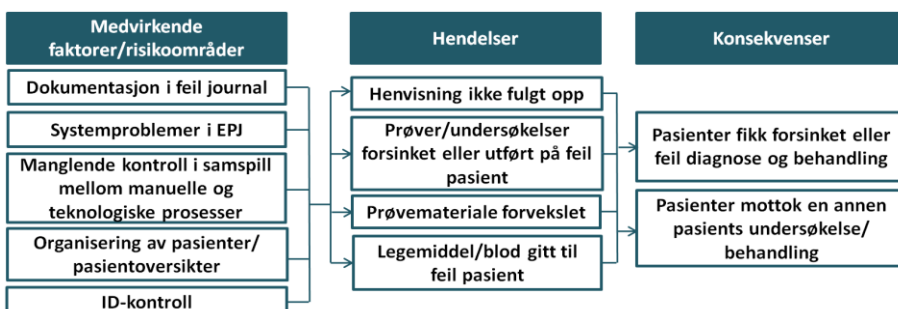 Medvirkende
faktorer/risikoområder
Dokumentasjon i feil journal
Systemproblemer i EPJ
Manglende kontroll i samspill
mellom manuelle og
teknologiske prosesser
Organisering av pasienter/
pasientoversikter
ID-kontroll
Hendelser
Henvisning ikke fulgt opp
Prøver/undersøkelser
forsinket eller utført på feil
pasient
Prøvemateriale forvekslet
Legemiddel/blod gitt til
feil pasient
Konsekvenser
Pasienter fikk forsinket eller
feil diagnose og behandling
Pasienter mottok en annen
pasients undersøkelse/
behandling